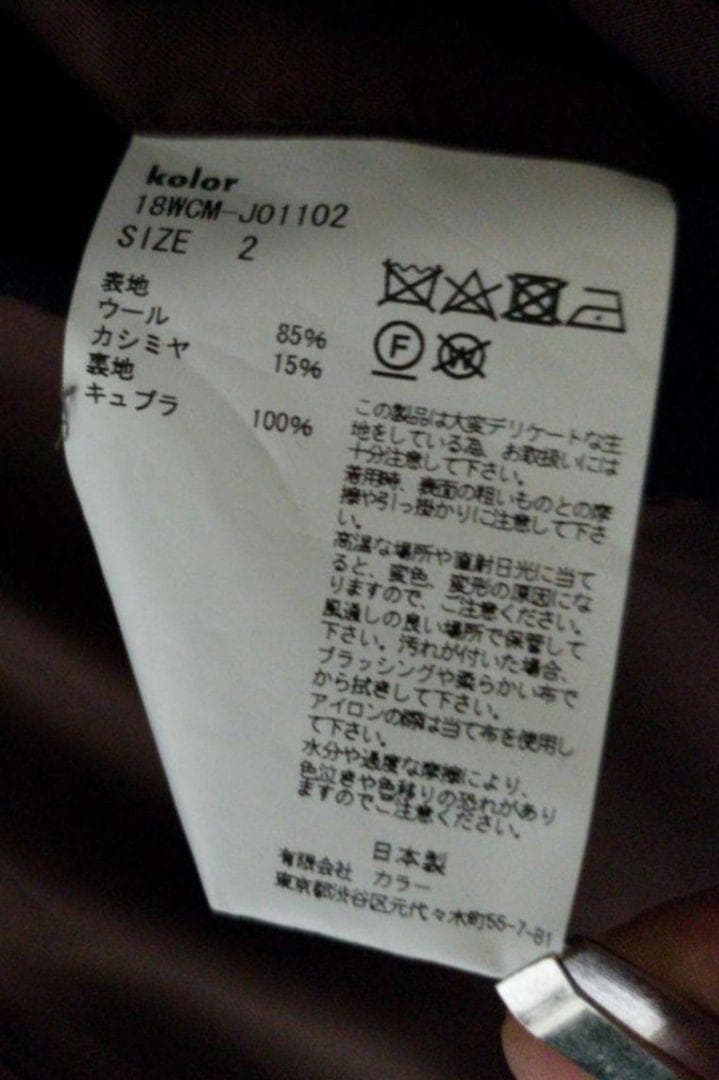 kolor
18WCM-J01102
SIZE 2
表地
ウール 85%
カシミヤ 15%
裏地
キュプラ 100%
F
W
この製品は大変デリケートな生
地をしている為、お取扱いには
十分注意して下さい。
着用時、表面の粗いものとの摩
擦や引っ掛かりに注意して下さ
い。
高温な場所や直射日光に当て
ると、変色、変形の原因にな
りますので、ご注意ください。
風通しの良い場所で保管して
下さい。汚れが付いた場合、
ブラッシングや柔らかい布で
から拭きして下さい。
アイロンの際は当て布を使用し
て下さい。
水分や過度な摩擦により、
色泣きや色移りの恐れがあり
ますのでご注意ください。
日本製
有限会社 カラー
東京都渋谷区元代々木町55-7-B1